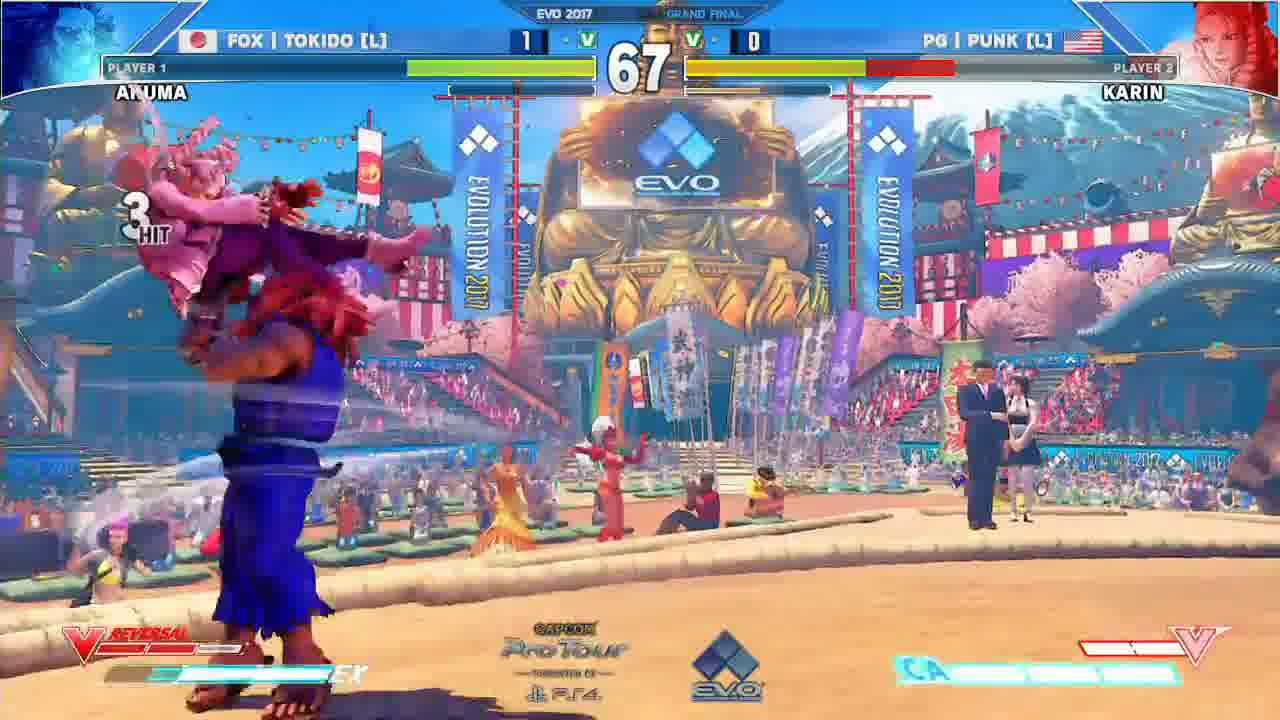 EVO 2017
GRAND FINAL
FOX | TOKIDO [L]
1
V
67
V
0
PG | PUNK [L]
PLAYER 1
PLAYER 2
AKUMA
KARIN
EVO
EVOLUTION 2017
EVOLUTION 2017
3
HIT
V
REVERSAL
EX
CAPCOM
Pro Tour
PS4
EVO
CA
V